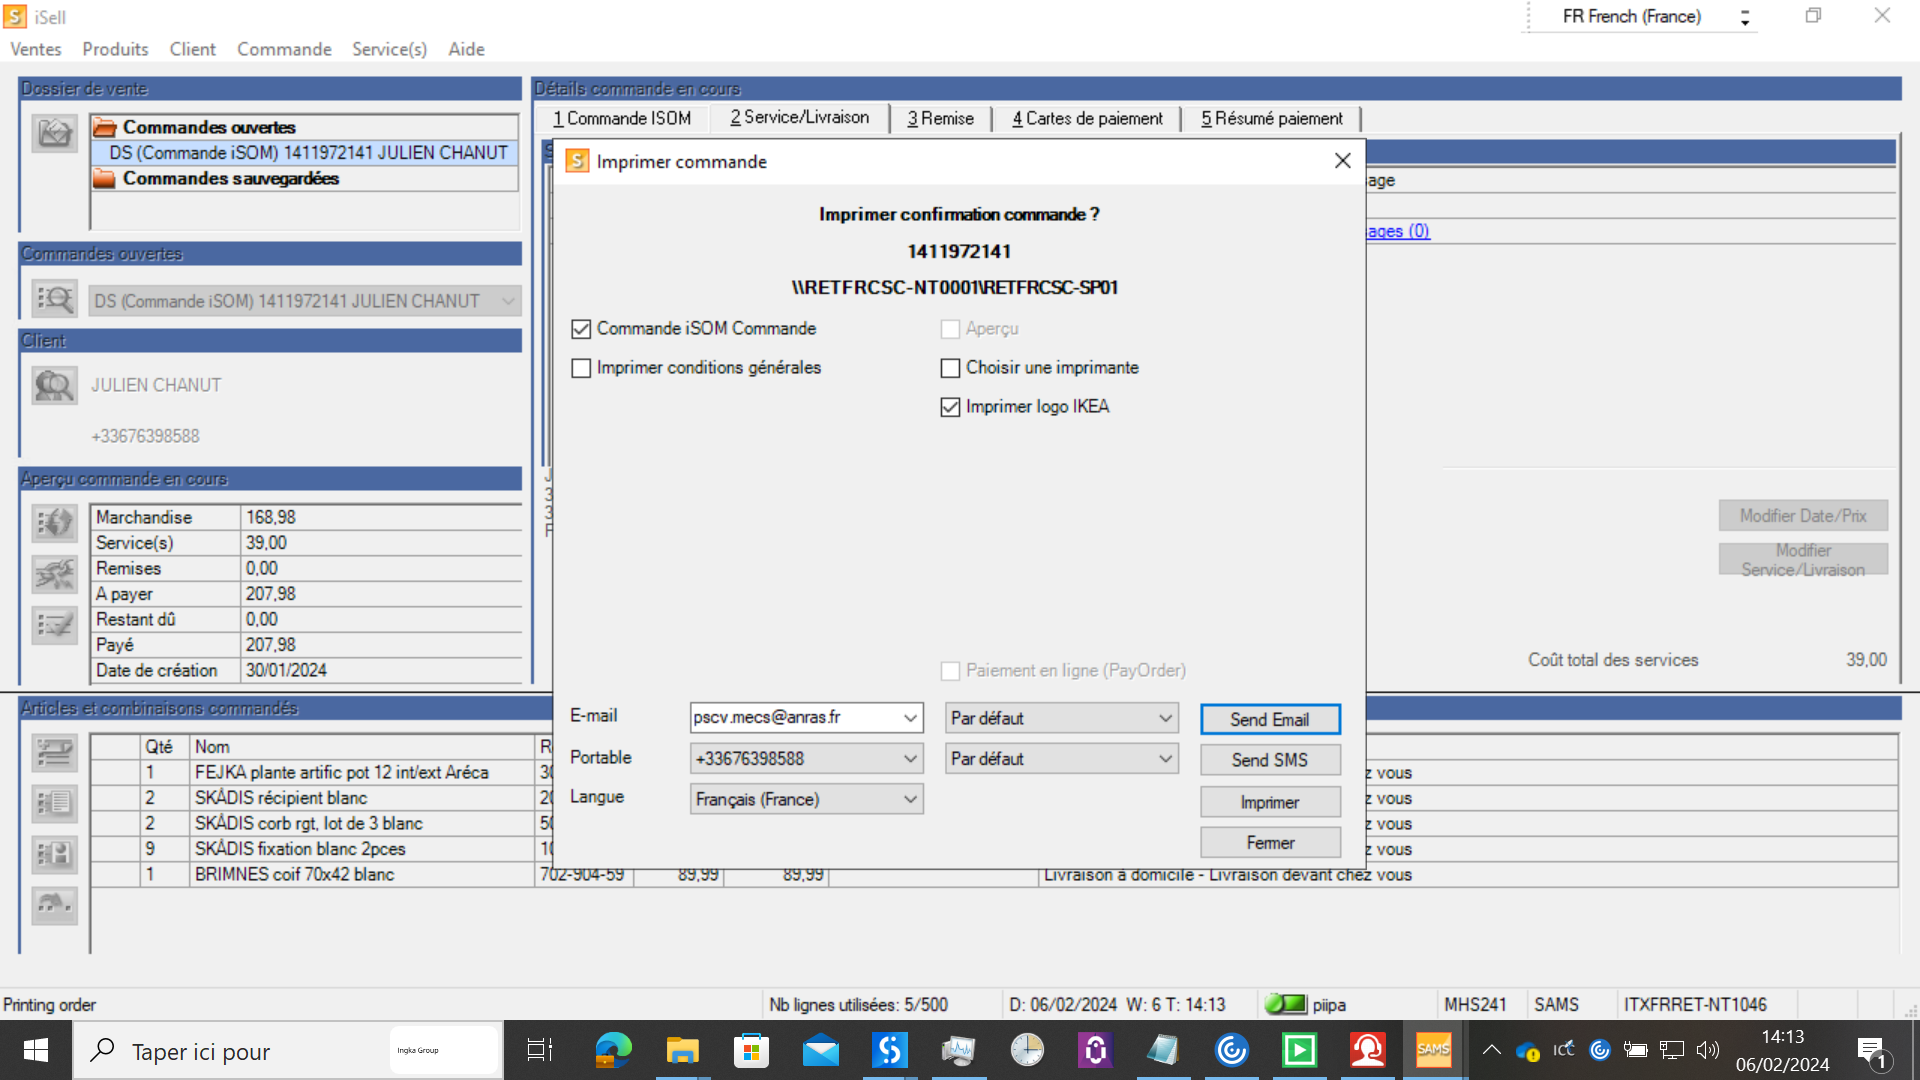 iSell
FR French (France)
Ventes Produits Client Commande Service(s) Aide
Dossier de vente
Commandes ouvertes
DS (Commande iSOM) 1411972141 JULIEN CHANUT
Commandes sauvegardées
Commandes ouvertes
DS (Commande iSOM) 1411972141 JULIEN CHANUT
Client
JULIEN CHANUT
+33676398588
Aperçu commande en cours
Marchandise 168,98
Service(s) 39,00
Remises 0,00
A payer 207,98
Restant dû 0,00
Payé 207,98
Date de création 30/01/2024
Détails commande en cours
1 Commande ISOM 2 Service/Livraison 3 Remise 4 Cartes de paiement 5 Résumé paiement
age
ages (0)
Modifier Date/Prix
Modifier
Service/Livraison
Coût total des services 39,00
Imprimer commande
Imprimer confirmation commande ?
1411972141
\\RETFRCSC-NT0001\RETFRCSC-SP01
Commande iSOM Commande Aperçu
Imprimer conditions générales Choisir une imprimante
Imprimer logo IKEA
Paiement en ligne (PayOrder)
E-mail pscv.mecs@anras.fr Par défaut Send Email
Portable +33676398588 Par défaut Send SMS
Langue Français (France) Imprimer
Fermer
Articles et combinaisons commandés
Qté Nom R
1 FEJKA plante artific pot 12 int/ext Aréca 30 z vous
2 SKÅDIS récipient blanc 20 z vous
2 SKÅDIS corb rgt, lot de 3 blanc 50 z vous
9 SKÅDIS fixation blanc 2pces 10 z vous
1 BRIMNES coif 70x42 blanc 702-904-59 89,99 89,99 Livraison à domicile - Livraison devant chez vous
Printing order Nb lignes utilisées: 5/500 D: 06/02/2024 W: 6 T: 14:13 piipa MHS241 SAMS ITXFRRET-NT1046
Taper ici pour
Ingka Group
SAMS
ICC
14:13
06/02/2024
1